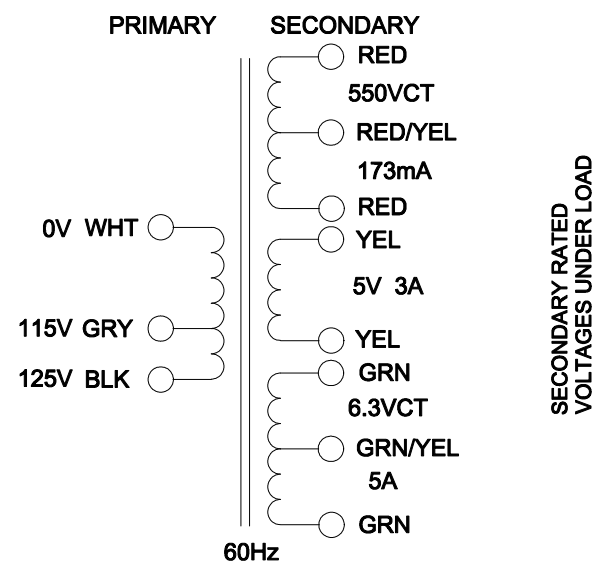 PRIMARY
SECONDARY
RED
550VCT
RED/YEL
173mA
RED
0V WHT
115V GRY
125V BLK
YEL
5V 3A
YEL
GRN
6.3VCT
GRN/YEL
5A
GRN
60Hz
SECONDARY RATED
VOLTAGES UNDER LOAD